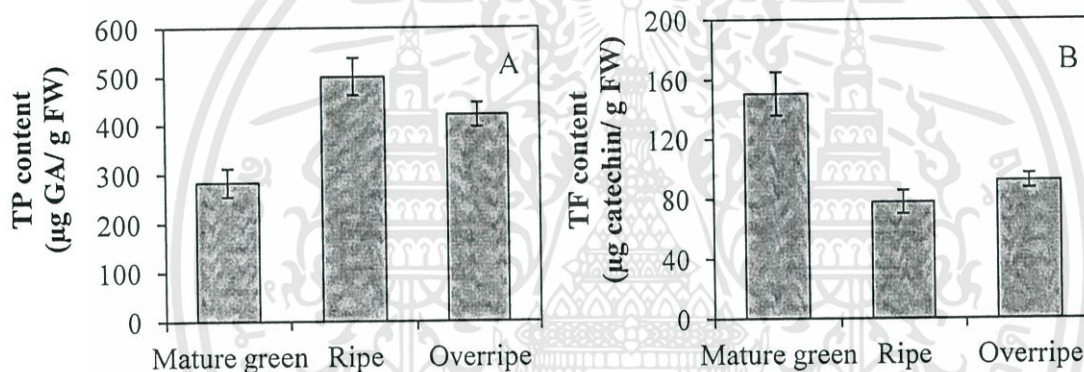 TP content
(µg GA/ g FW)
600
500
400
300
200
100
0
A
Mature green Ripe Overripe
TF content
(µg catechin/ g FW)
200
160
120
80
40
0
B
Mature green Ripe Overripe